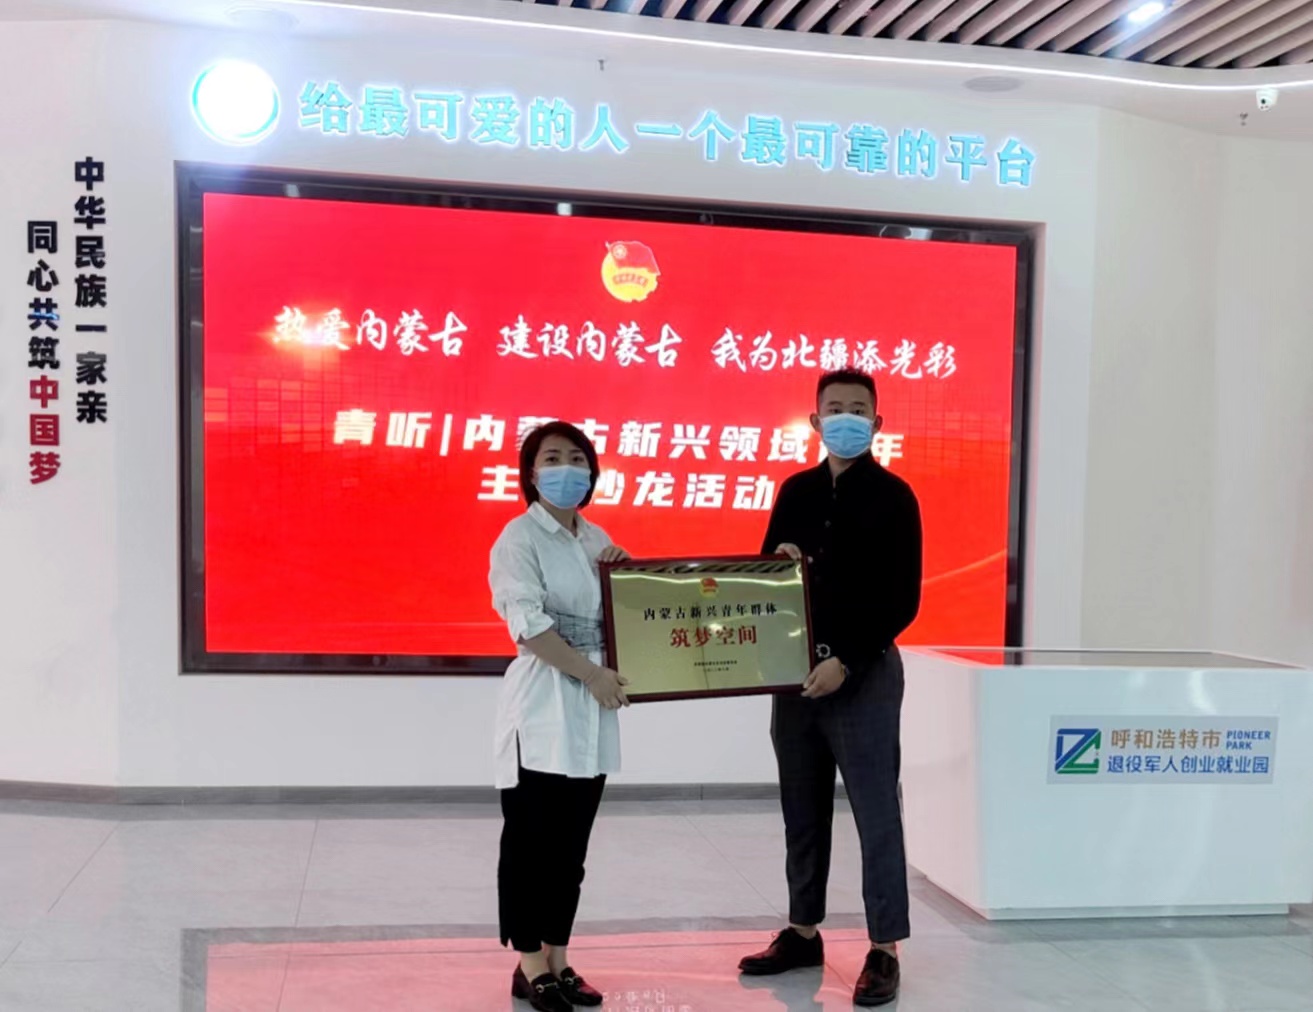 给最可爱的人一个最可靠的平台
中华民族一家亲
同心共筑中国梦
热爱内蒙古 建设内蒙古 我为北疆添光彩
青听|内蒙古新兴领域青年
主题沙龙活动
内蒙古新兴青年群体
筑梦空间
呼和浩特市 PIONEER PARK
退役军人创业就业园